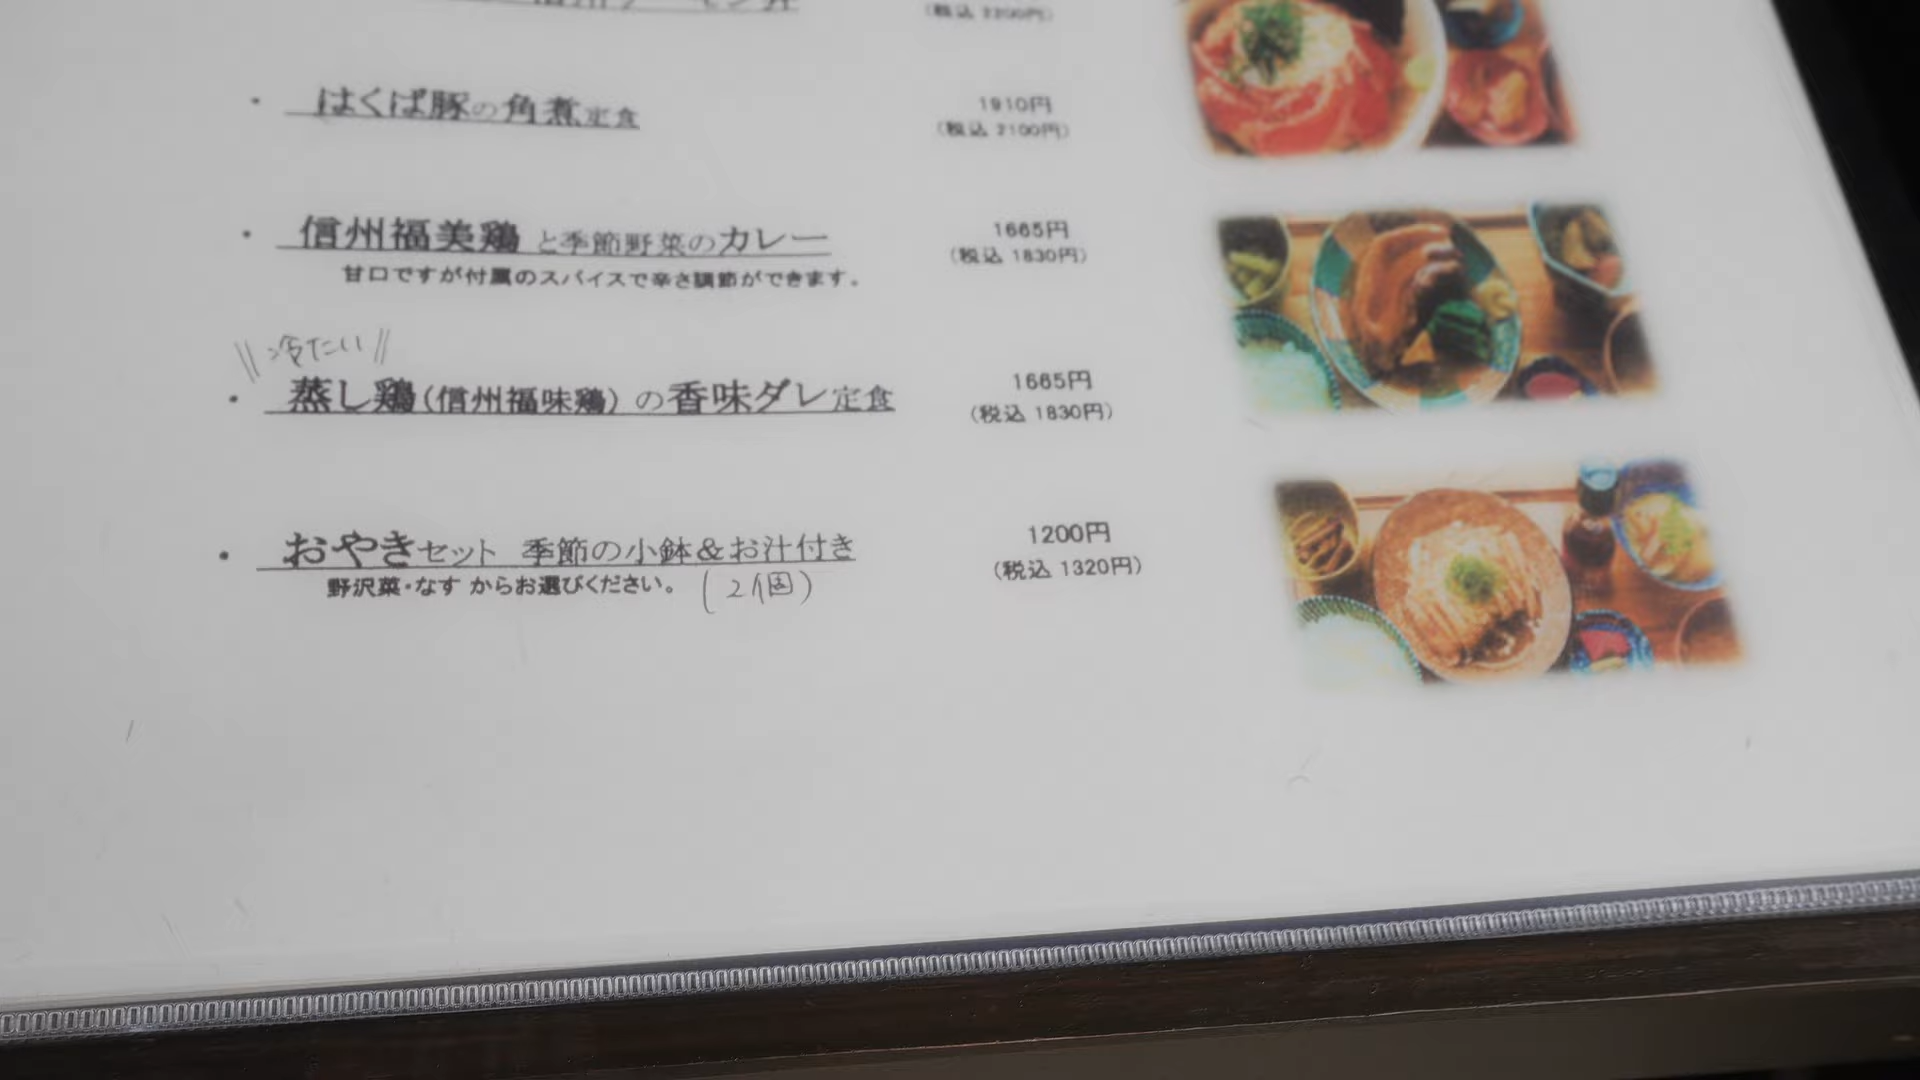 (税込 2200円)
・ はくば豚の角煮定食 1910円
(税込 2100円)
・ 信州福美鶏 と季節野菜のカレー 1665円
(税込 1830円)
甘口ですが付属のスパイスで辛さ調節ができます。
\\ 冷たい //
・ 蒸し鶏(信州福味鶏)の香味ダレ定食 1665円
(税込 1830円)
・ おやきセット 季節の小鉢&お汁付き 1200円
(税込 1320円)
野沢菜・なす からお選びください。 (2個)